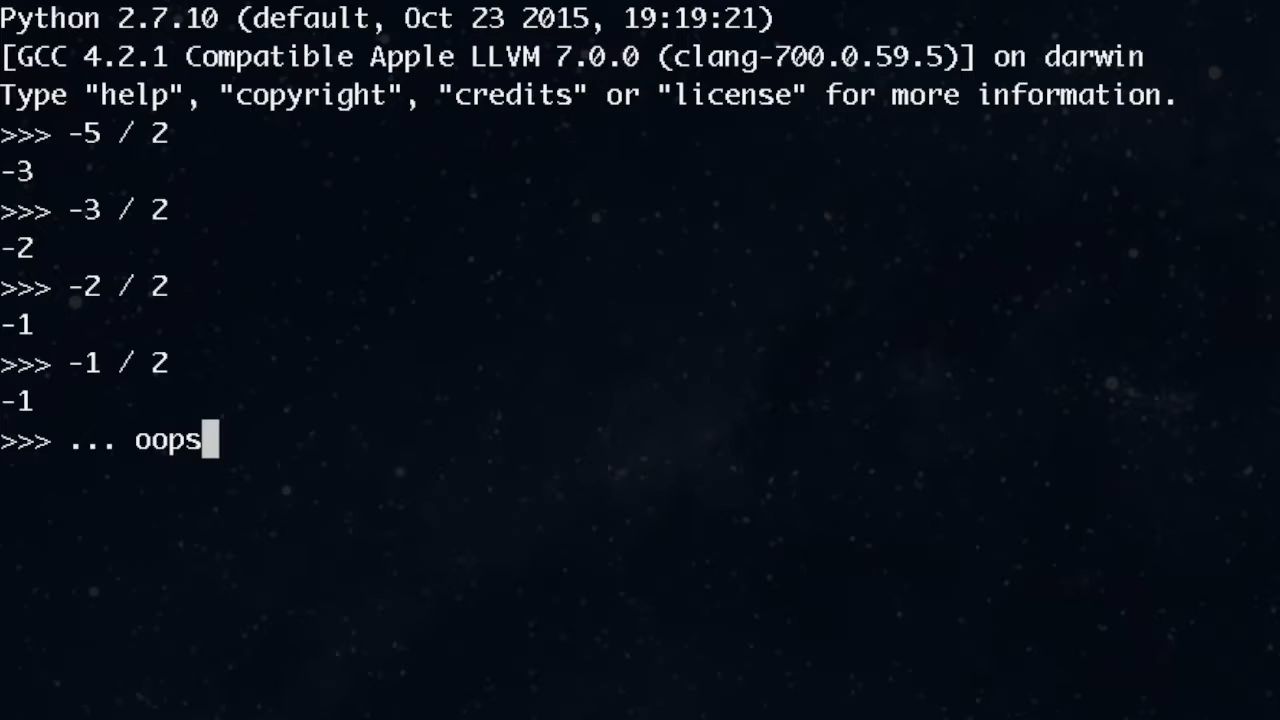 Python 2.7.10 (default, Oct 23 2015, 19:19:21)
[GCC 4.2.1 Compatible Apple LLVM 7.0.0 (clang-700.0.59.5)] on darwin
Type "help", "copyright", "credits" or "license" for more information.
>>> -5 / 2
-3
>>> -3 / 2
-2
>>> -2 / 2
-1
>>> -1 / 2
-1
>>> ... oops